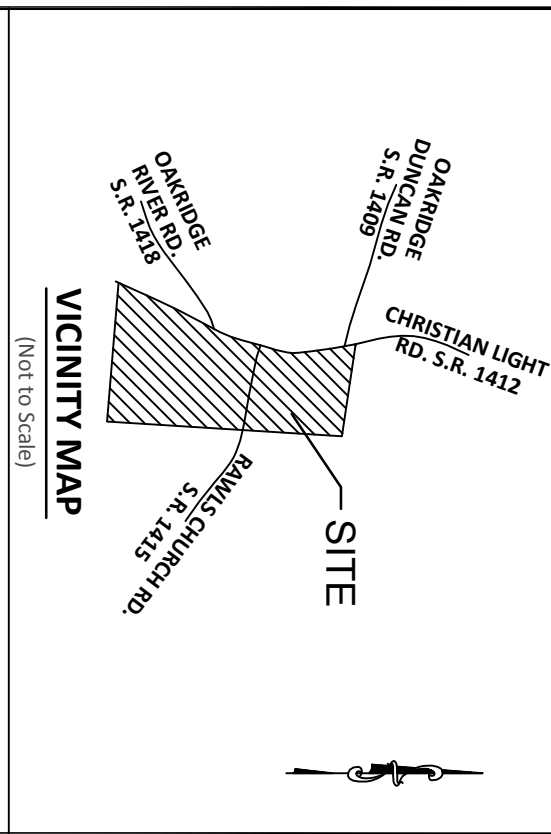 OAKRIDGE
DUNCAN RD.
S.R. 1409
CHRISTIAN LIGHT
RD. S.R. 1412
OAKRIDGE
RIVER RD.
S.R. 1418
SITE
RAWLS CHURCH RD.
S.R. 1415
VICINITY MAP
(Not to Scale)